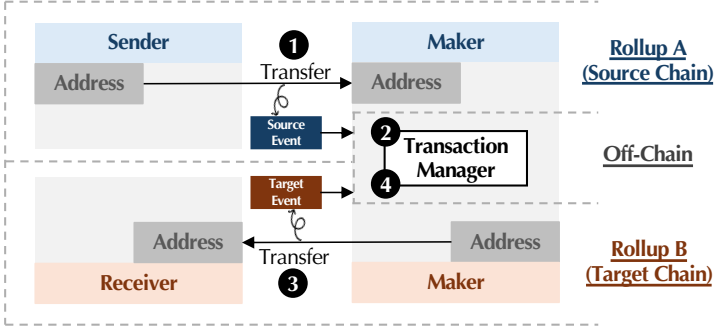 Sender
1
Maker
Rollup A
(Source Chain)
Address
Transfer
Address
Source
Event
2
Transaction
Manager
4
Off-Chain
Target
Event
Address
Address
Transfer
3
Receiver
Maker
Rollup B
(Target Chain)